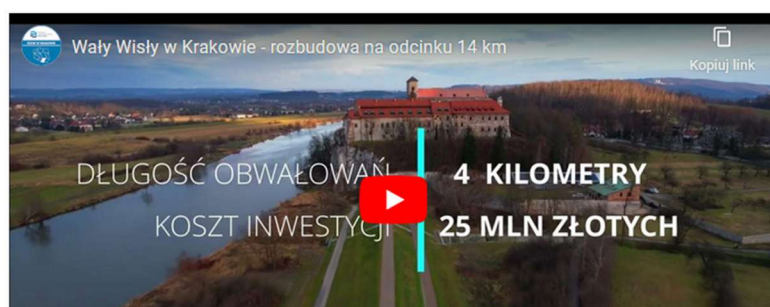 Wały Wisły w Krakowie - rozbudowa na odcinku 14 km
Kopiuj link
DŁUGOŚĆ OBWAŁOWAŃ 4 KILOMETRY
KOSZT INWESTYCJI 25 MLN ZŁOTYCH